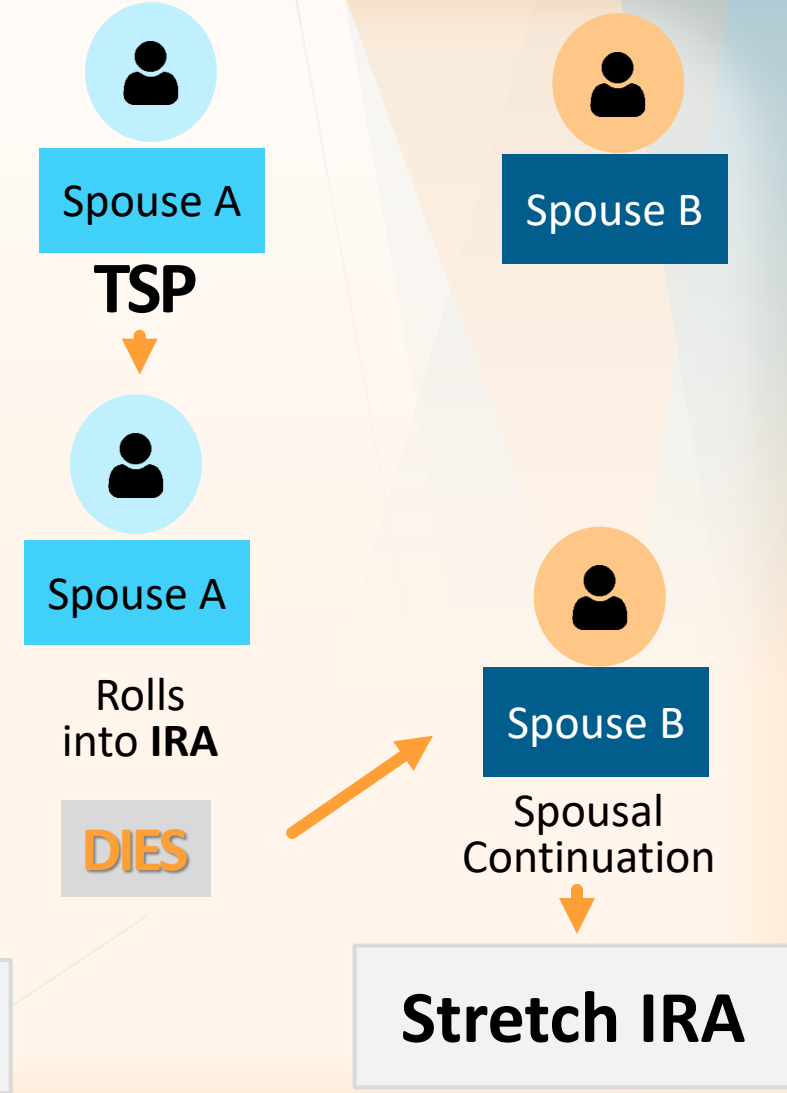 Spouse A
TSP
Spouse B
Spouse A
Rolls
into IRA
DIES
Spouse B
Spousal
Continuation
Stretch IRA